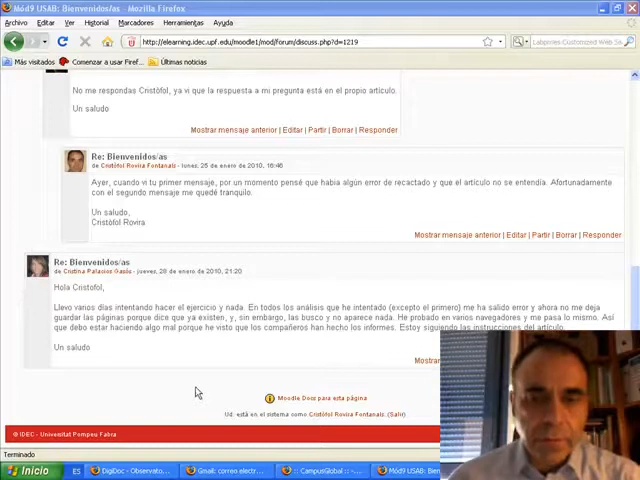 Mód9 USAB: Bienvenidos/as - Mozilla Firefox
Archivo Editar Ver Historial Marcadores Herramientas Ayuda
http://elearning.idec.upf.edu/moodle1/mod/forum/discuss.php?d=1219
Labpixies Customized Web
Más visitados Comenzar a usar Firef... Últimas noticias
No me respondas Cristòfol, ya vi que la respuesta a mi pregunta está en el propio artículo.
Un saludo
Mostrar mensaje anterior | Editar | Partir | Borrar | Responder
Re: Bienvenidos/as
de Cristòfol Rovira Fontanals - lunes, 25 de enero de 2010, 16:46
Ayer, cuando vi tu primer mensaje, por un momento pensé que habia algún error de recactado y que el artículo no se entendía. Afortunadamente
con el segundo mensaje me quedé tranquilo.
Un saludo,
Cristòfol Rovira
Mostrar mensaje anterior | Editar | Partir | Borrar | Responder
Re: Bienvenidos/as
de Cristina Palacios Gasós - jueves, 28 de enero de 2010, 21:20
Hola Cristofol,
Llevo varios días intentando hacer el ejercicio y nada. En todos los análisis que he intentado (excepto el primero) me ha salido error y ahora no me deja
guardar las páginas porque dice que ya existen, y, sin embargo, las busco y no aparece nada. He probado en varios navegadores y me pasa lo mismo. Así
que debo estar haciendo algo mal porque he visto que los compañeros han hecho los informes. Estoy siguiendo las instrucciones del artículo.
Un saludo
Mostrar
Moodle Docs para esta página
Ud. está en el sistema como Cristòfol Rovira Fontanals. (Salir)
© IDEC - Universitat Pompeu Fabra
Terminado
Inicio ES DigiDoc - Observato... Gmail: correo electr... :: CampusGlobal :: -... Mód9 USAB: Bien